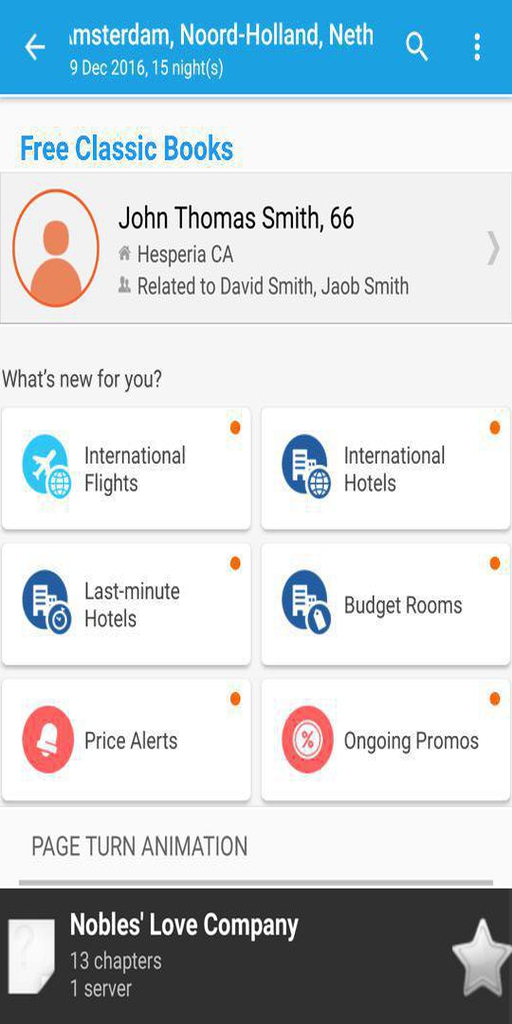 Amsterdam, Noord-Holland, Neth
9 Dec 2016, 15 night(s)
Free Classic Books
John Thomas Smith, 66
Hesperia CA
Related to David Smith, Jaob Smith
What's new for you?
International
Flights
International
Hotels
Last-minute
Hotels
Budget Rooms
Price Alerts
Ongoing Promos
PAGE TURN ANIMATION
Nobles' Love Company
13 chapters
1 server